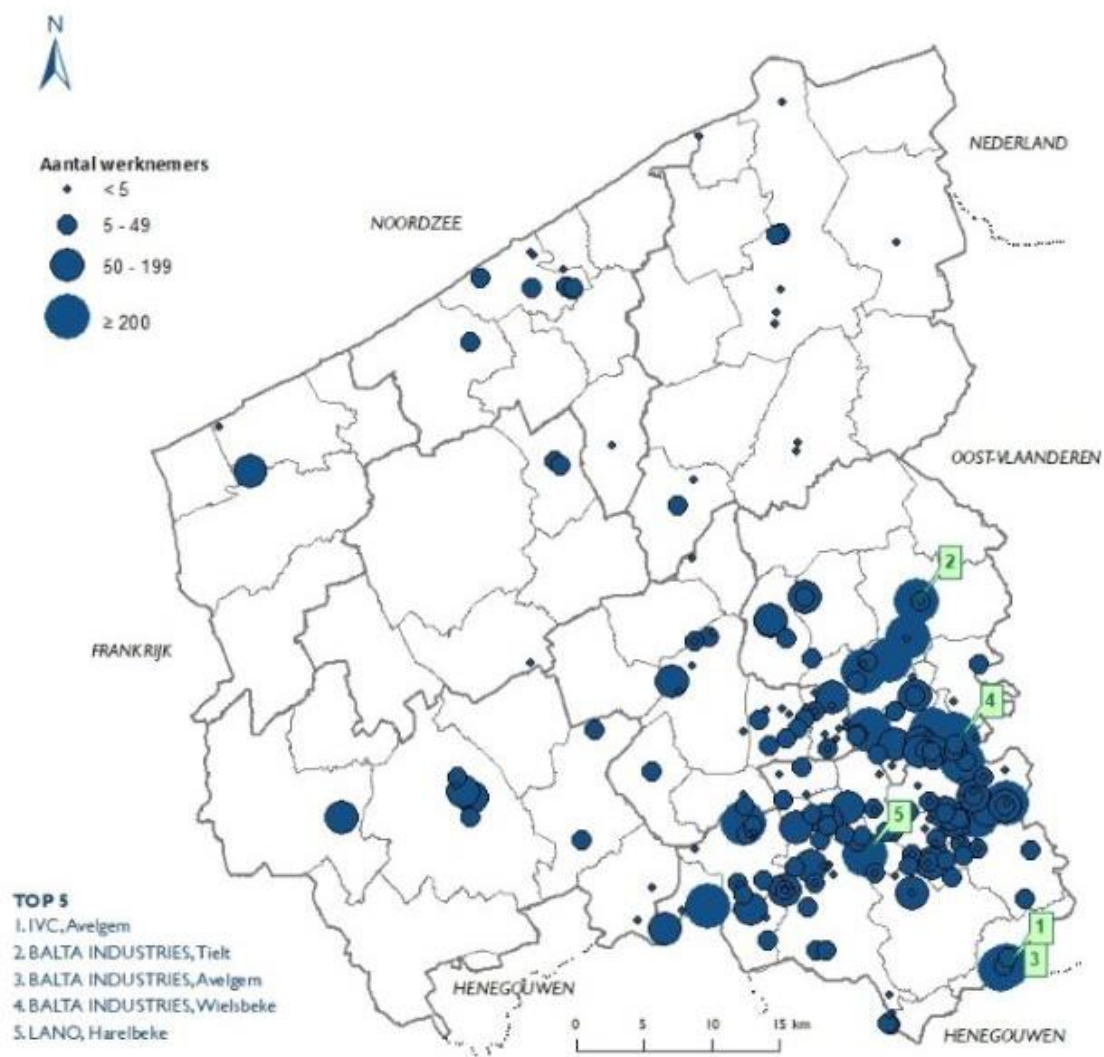 N
Aantal werknemers
< 5
5 - 49
50 - 199
≥ 200
NOORDZEE
NEDERLAND
OOST-VLAANDEREN
FRANKRIJK
2
4
5
1
3
TOP 5
1. IVC, Avelgem
2. BALTA INDUSTRIES, Tielt
3. BALTA INDUSTRIES, Avelgem
4. BALTA INDUSTRIES, Wielsbeke
5. LANO, Harelbeke
HENEGOUWEN
HENEGOUWEN
0 5 10 15 km